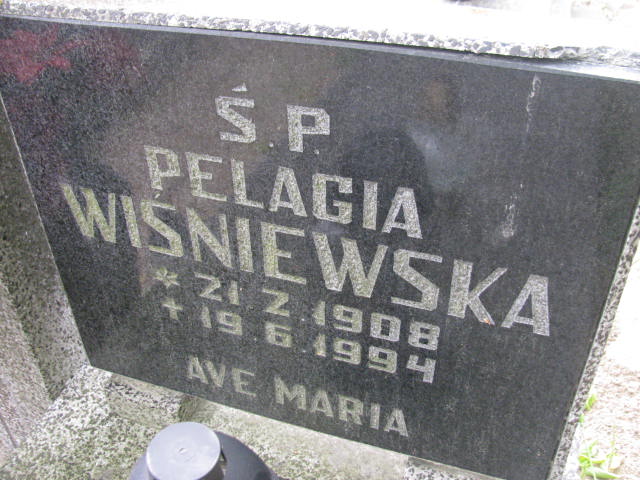 Ś P.
PELAGIA
WIŚNIEWSKA
* 21 2 1908
+ 19 6 1994
AVE MARIA